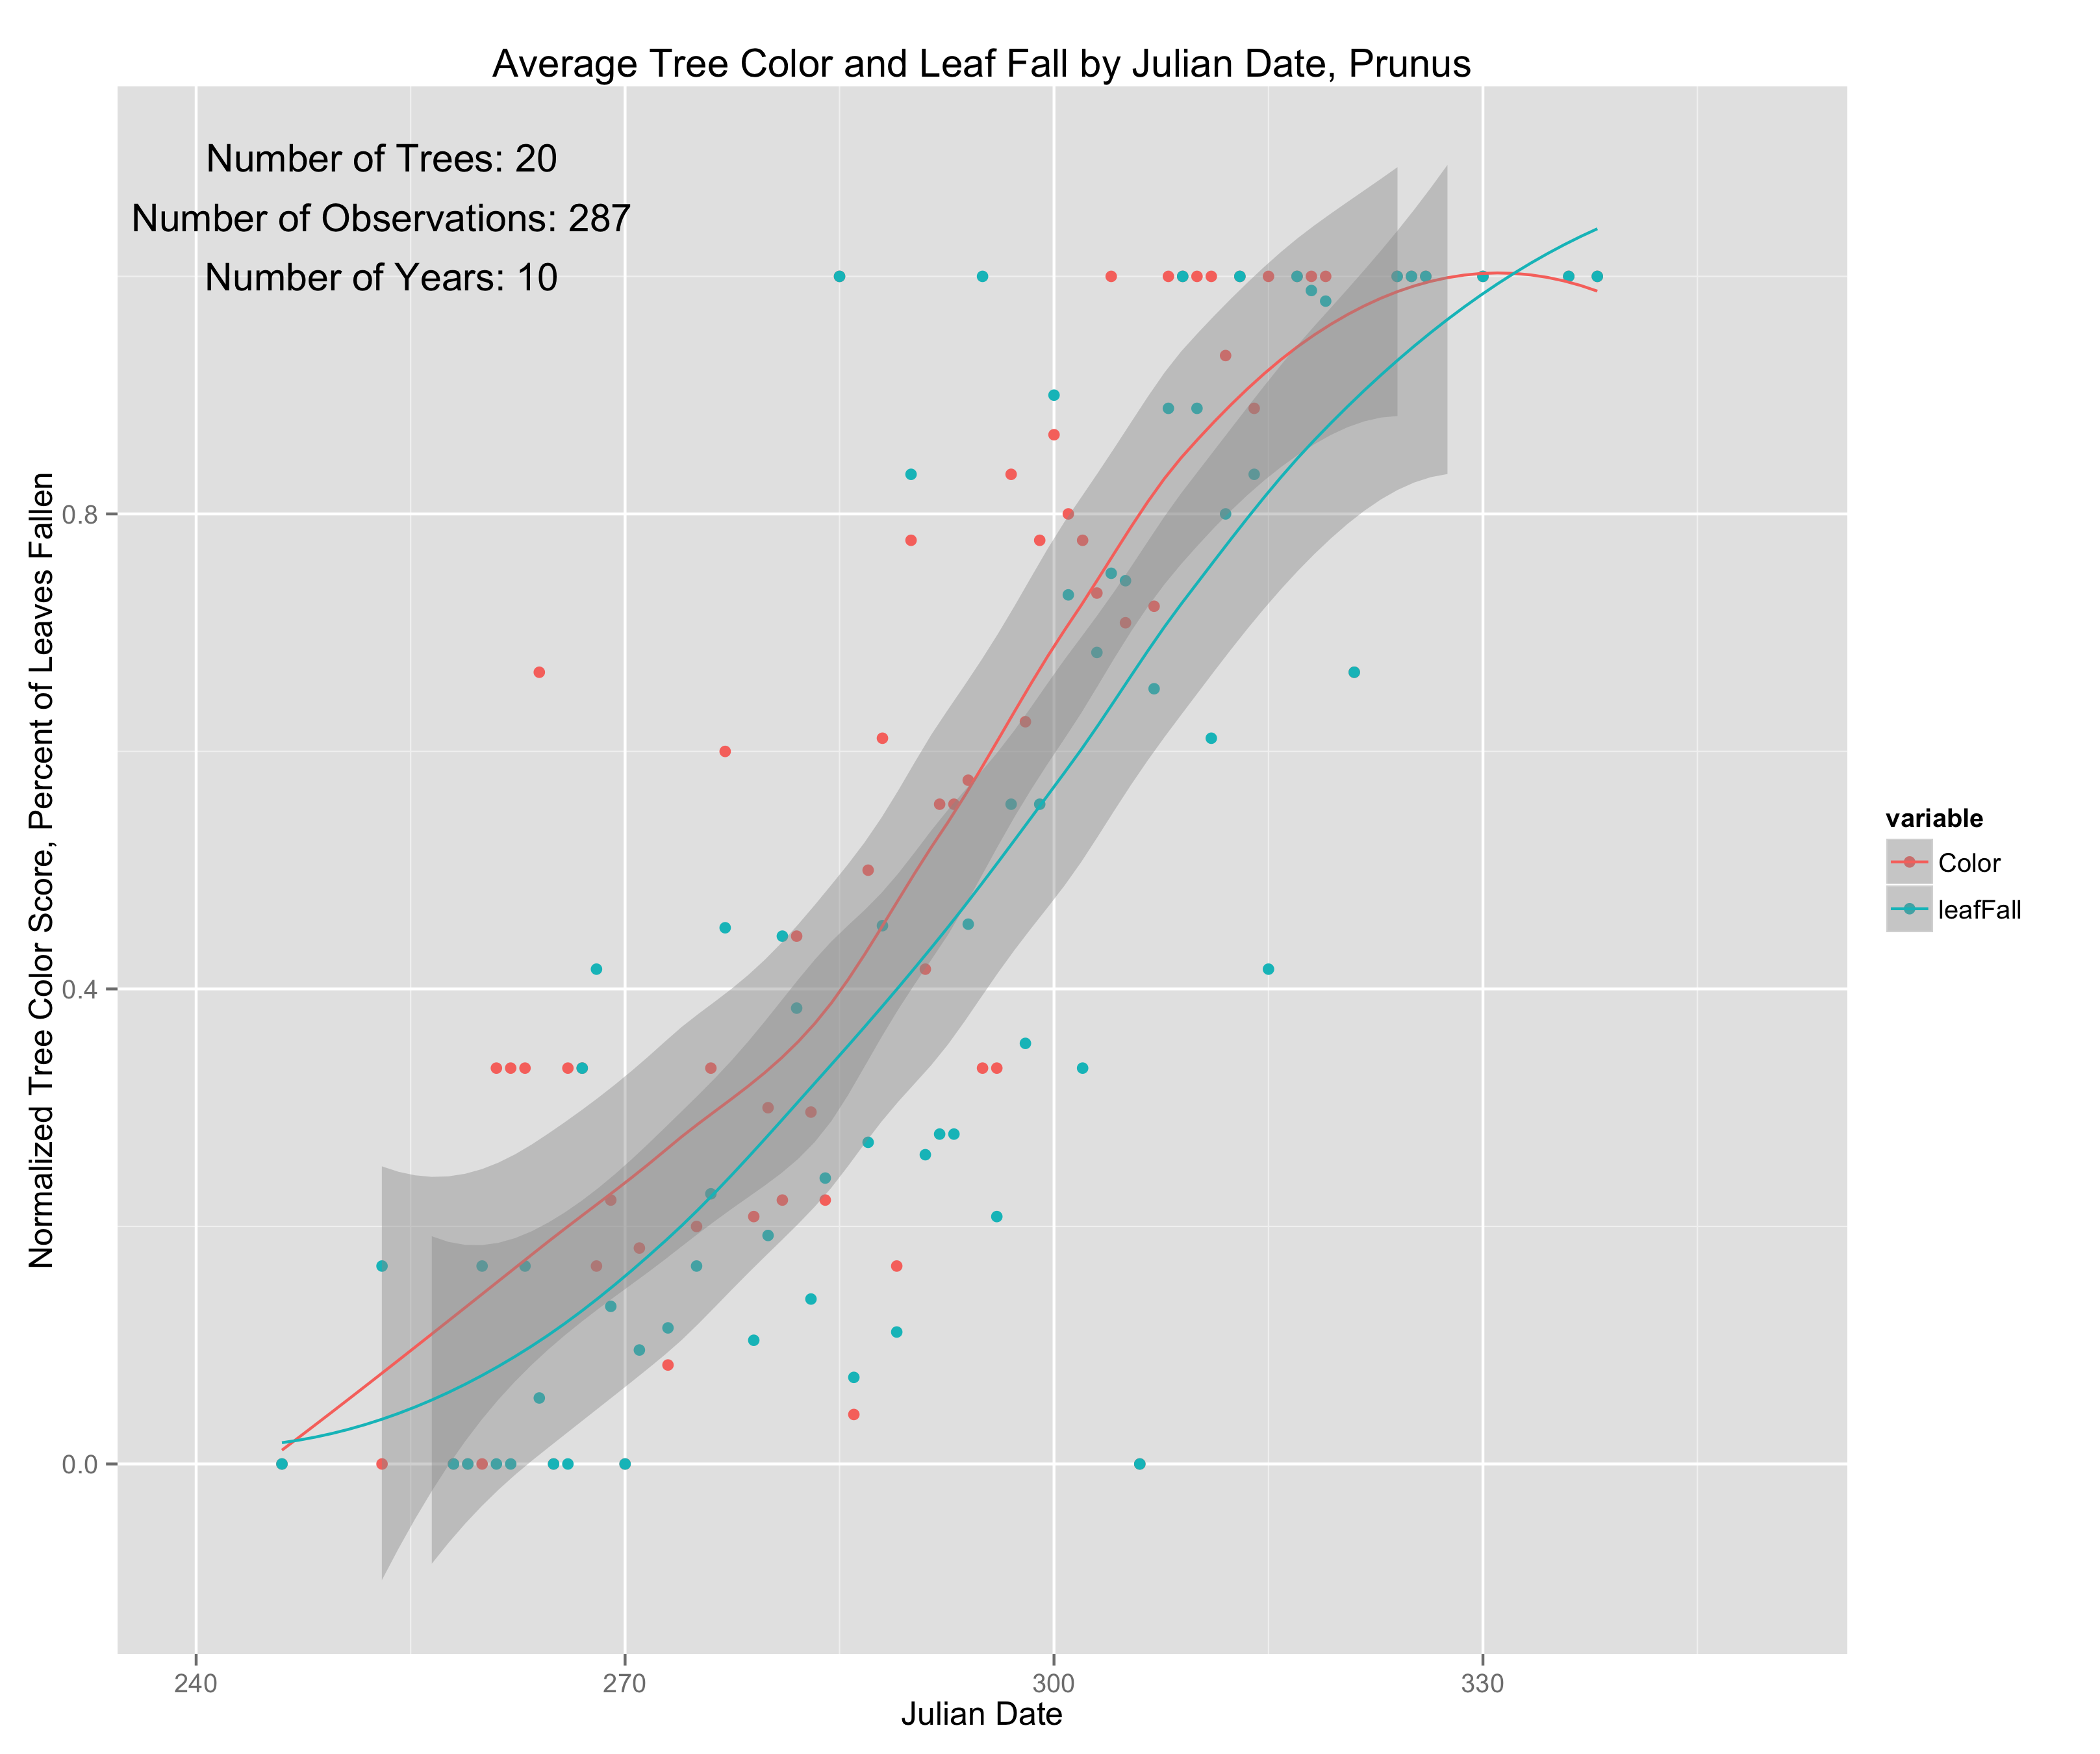 Average Tree Color and Leaf Fall by Julian Date, Prunus
Number of Trees: 20
Number of Observations: 287
Number of Years: 10
Normalized Tree Color Score, Percent of Leaves Fallen
0.8
0.4
0.0
240
270
300
330
Julian Date
variable
Color
leafFall